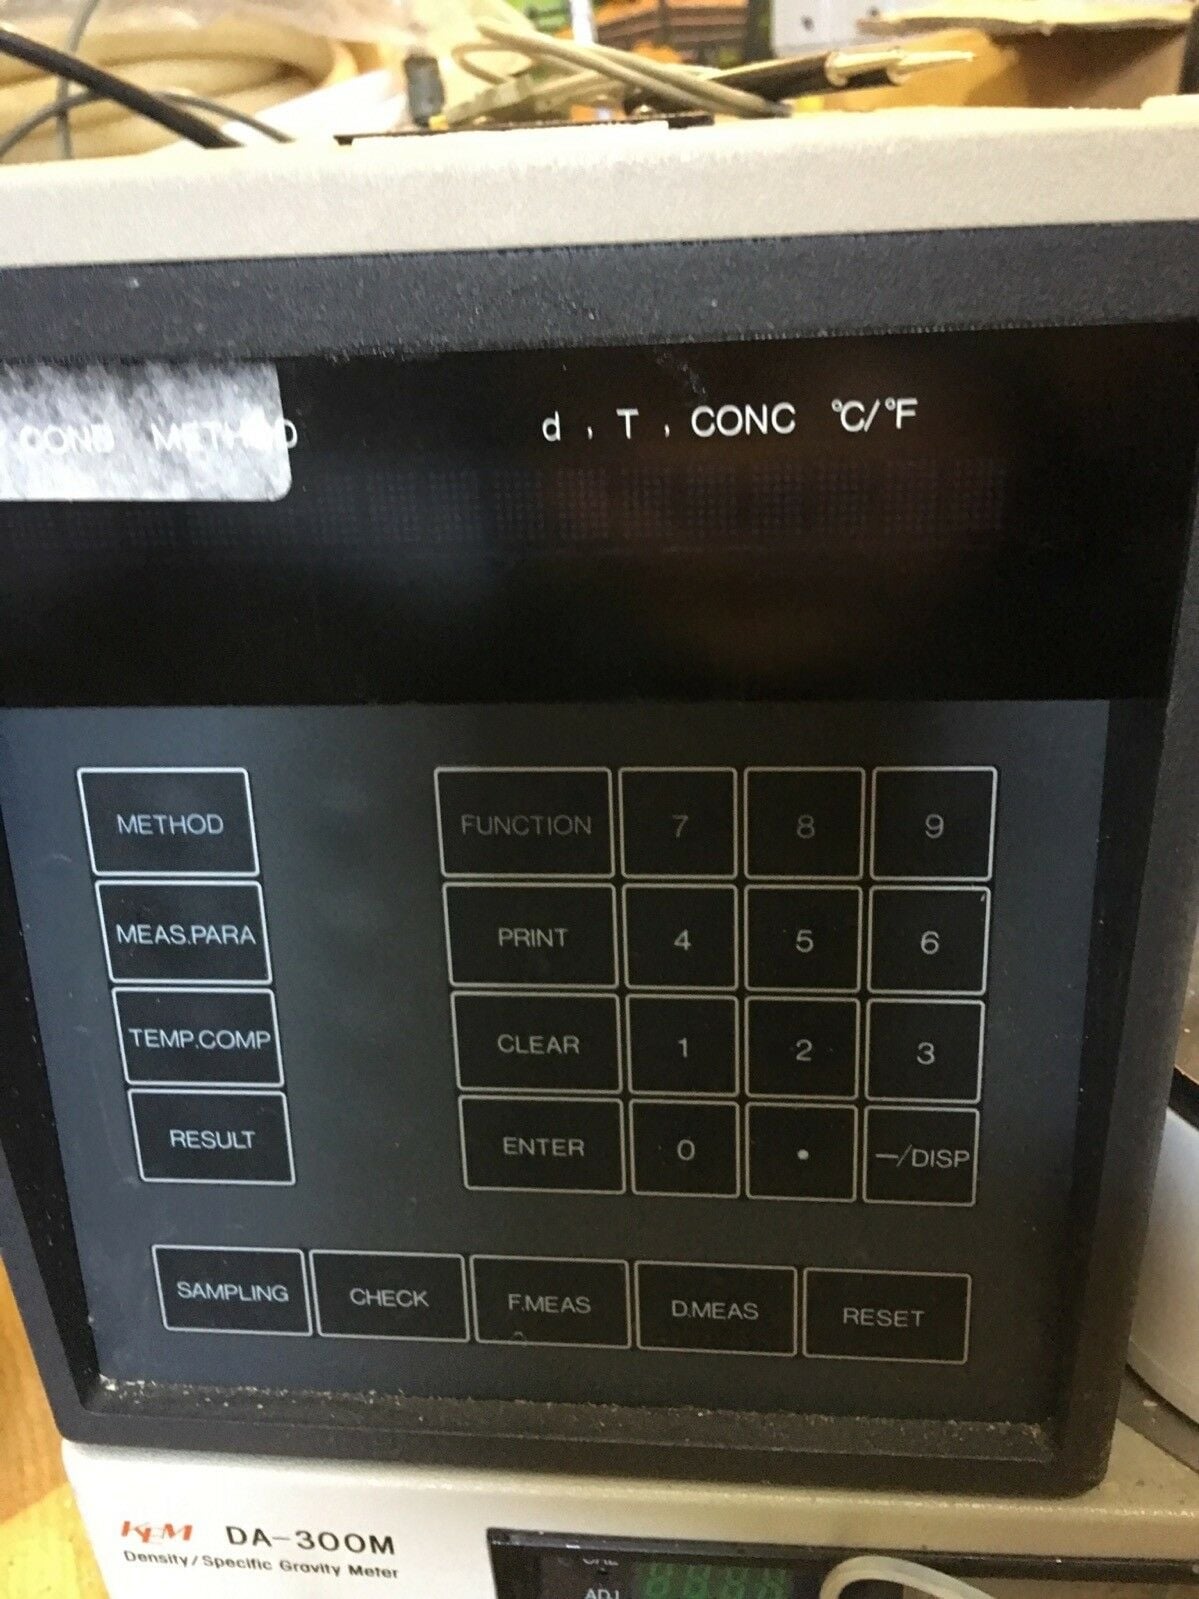 COND METHOD d , T , CONC °C/°F
METHOD FUNCTION 7 8 9
MEAS.PARA PRINT 4 5 6
TEMP.COMP CLEAR 1 2 3
RESULT ENTER 0 . —/DISP
SAMPLING CHECK F.MEAS D.MEAS RESET
KEM DA-300M
Density/Specific Gravity Meter
ADJ